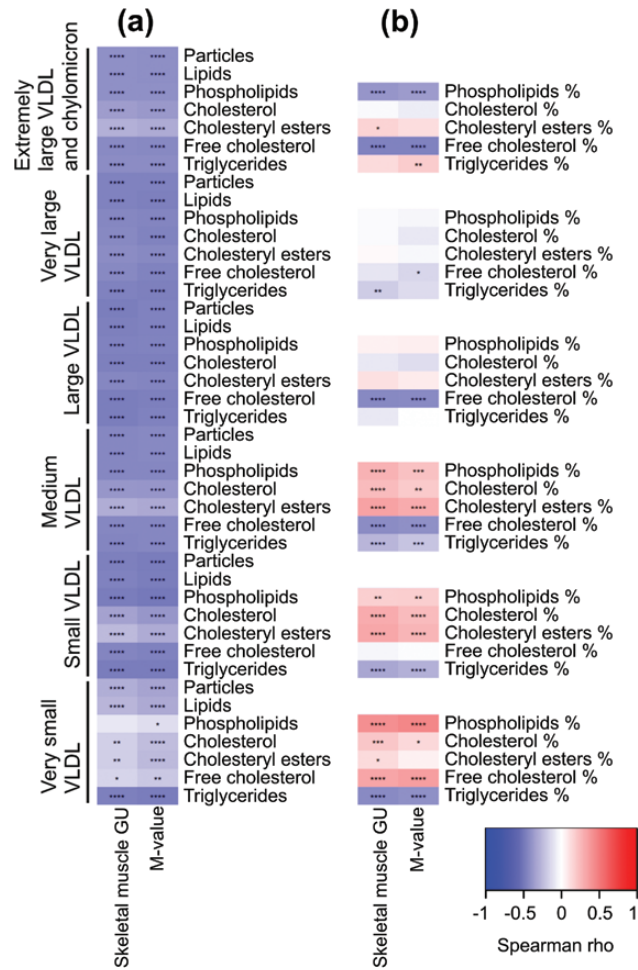 (a) (b)
Extremely large VLDL and chylomicron
**** **** Particles
**** **** Lipids
**** **** Phospholipids **** **** Phospholipids %
**** **** Cholesterol Cholesterol %
**** **** Cholesteryl esters * Cholesteryl esters %
**** **** Free cholesterol **** **** Free cholesterol %
**** **** Triglycerides ** Triglycerides %
Very large VLDL
**** **** Particles
**** **** Lipids
**** **** Phospholipids Phospholipids %
**** **** Cholesterol Cholesterol %
**** **** Cholesteryl esters Cholesteryl esters %
**** **** Free cholesterol * Free cholesterol %
**** **** Triglycerides ** Triglycerides %
Large VLDL
**** **** Particles
**** **** Lipids
**** **** Phospholipids Phospholipids %
**** **** Cholesterol Cholesterol %
**** **** Cholesteryl esters Cholesteryl esters %
**** **** Free cholesterol **** **** Free cholesterol %
**** **** Triglycerides Triglycerides %
Medium VLDL
**** **** Particles
**** **** Lipids
**** **** Phospholipids **** *** Phospholipids %
**** **** Cholesterol **** ** Cholesterol %
**** **** Cholesteryl esters **** **** Cholesteryl esters %
**** **** Free cholesterol **** **** Free cholesterol %
**** **** Triglycerides **** *** Triglycerides %
Small VLDL
**** **** Particles
**** **** Lipids
**** **** Phospholipids ** ** Phospholipids %
**** **** Cholesterol **** **** Cholesterol %
**** **** Cholesteryl esters **** **** Cholesteryl esters %
**** **** Free cholesterol Free cholesterol %
**** **** Triglycerides **** **** Triglycerides %
Very small VLDL
**** **** Particles
**** **** Lipids
* Phospholipids **** **** Phospholipids %
** **** Cholesterol *** * Cholesterol %
** **** Cholesteryl esters * Cholesteryl esters %
* ** Free cholesterol **** **** Free cholesterol %
**** **** Triglycerides **** **** Triglycerides %
Skeletal muscle GU
M-value
Skeletal muscle GU
M-value
-1 -0.5 0 0.5 1
Spearman rho